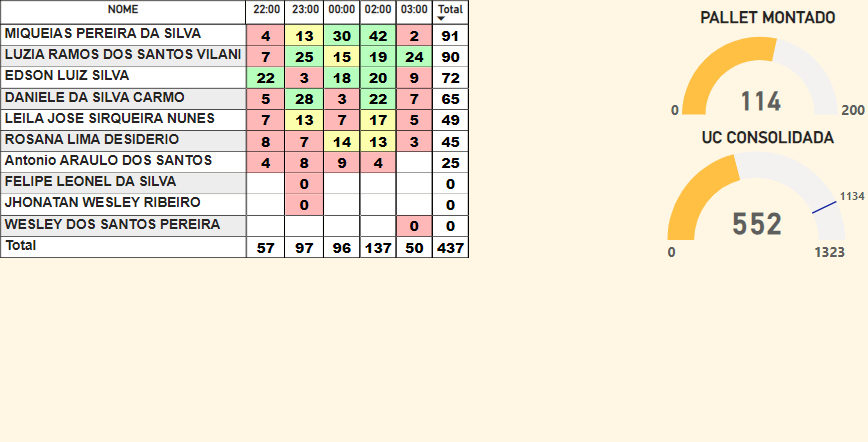 NOME 22:00 23:00 00:00 02:00 03:00 Total
MIQUEIAS PEREIRA DA SILVA 4 13 30 42 2 91
LUZIA RAMOS DOS SANTOS VILANI 7 25 15 19 24 90
EDSON LUIZ SILVA 22 3 18 20 9 72
DANIELE DA SILVA CARMO 5 28 3 22 7 65
LEILA JOSE SIRQUEIRA NUNES 7 13 7 17 5 49
ROSANA LIMA DESIDERIO 8 7 14 13 3 45
Antonio ARAULO DOS SANTOS 4 8 9 4 25
FELIPE LEONEL DA SILVA 0 0
JHONATAN WESLEY RIBEIRO 0 0
WESLEY DOS SANTOS PEREIRA 0 0
Total 57 97 96 137 50 437
PALLET MONTADO
114
0 200
UC CONSOLIDADA
1134
552
0 1323